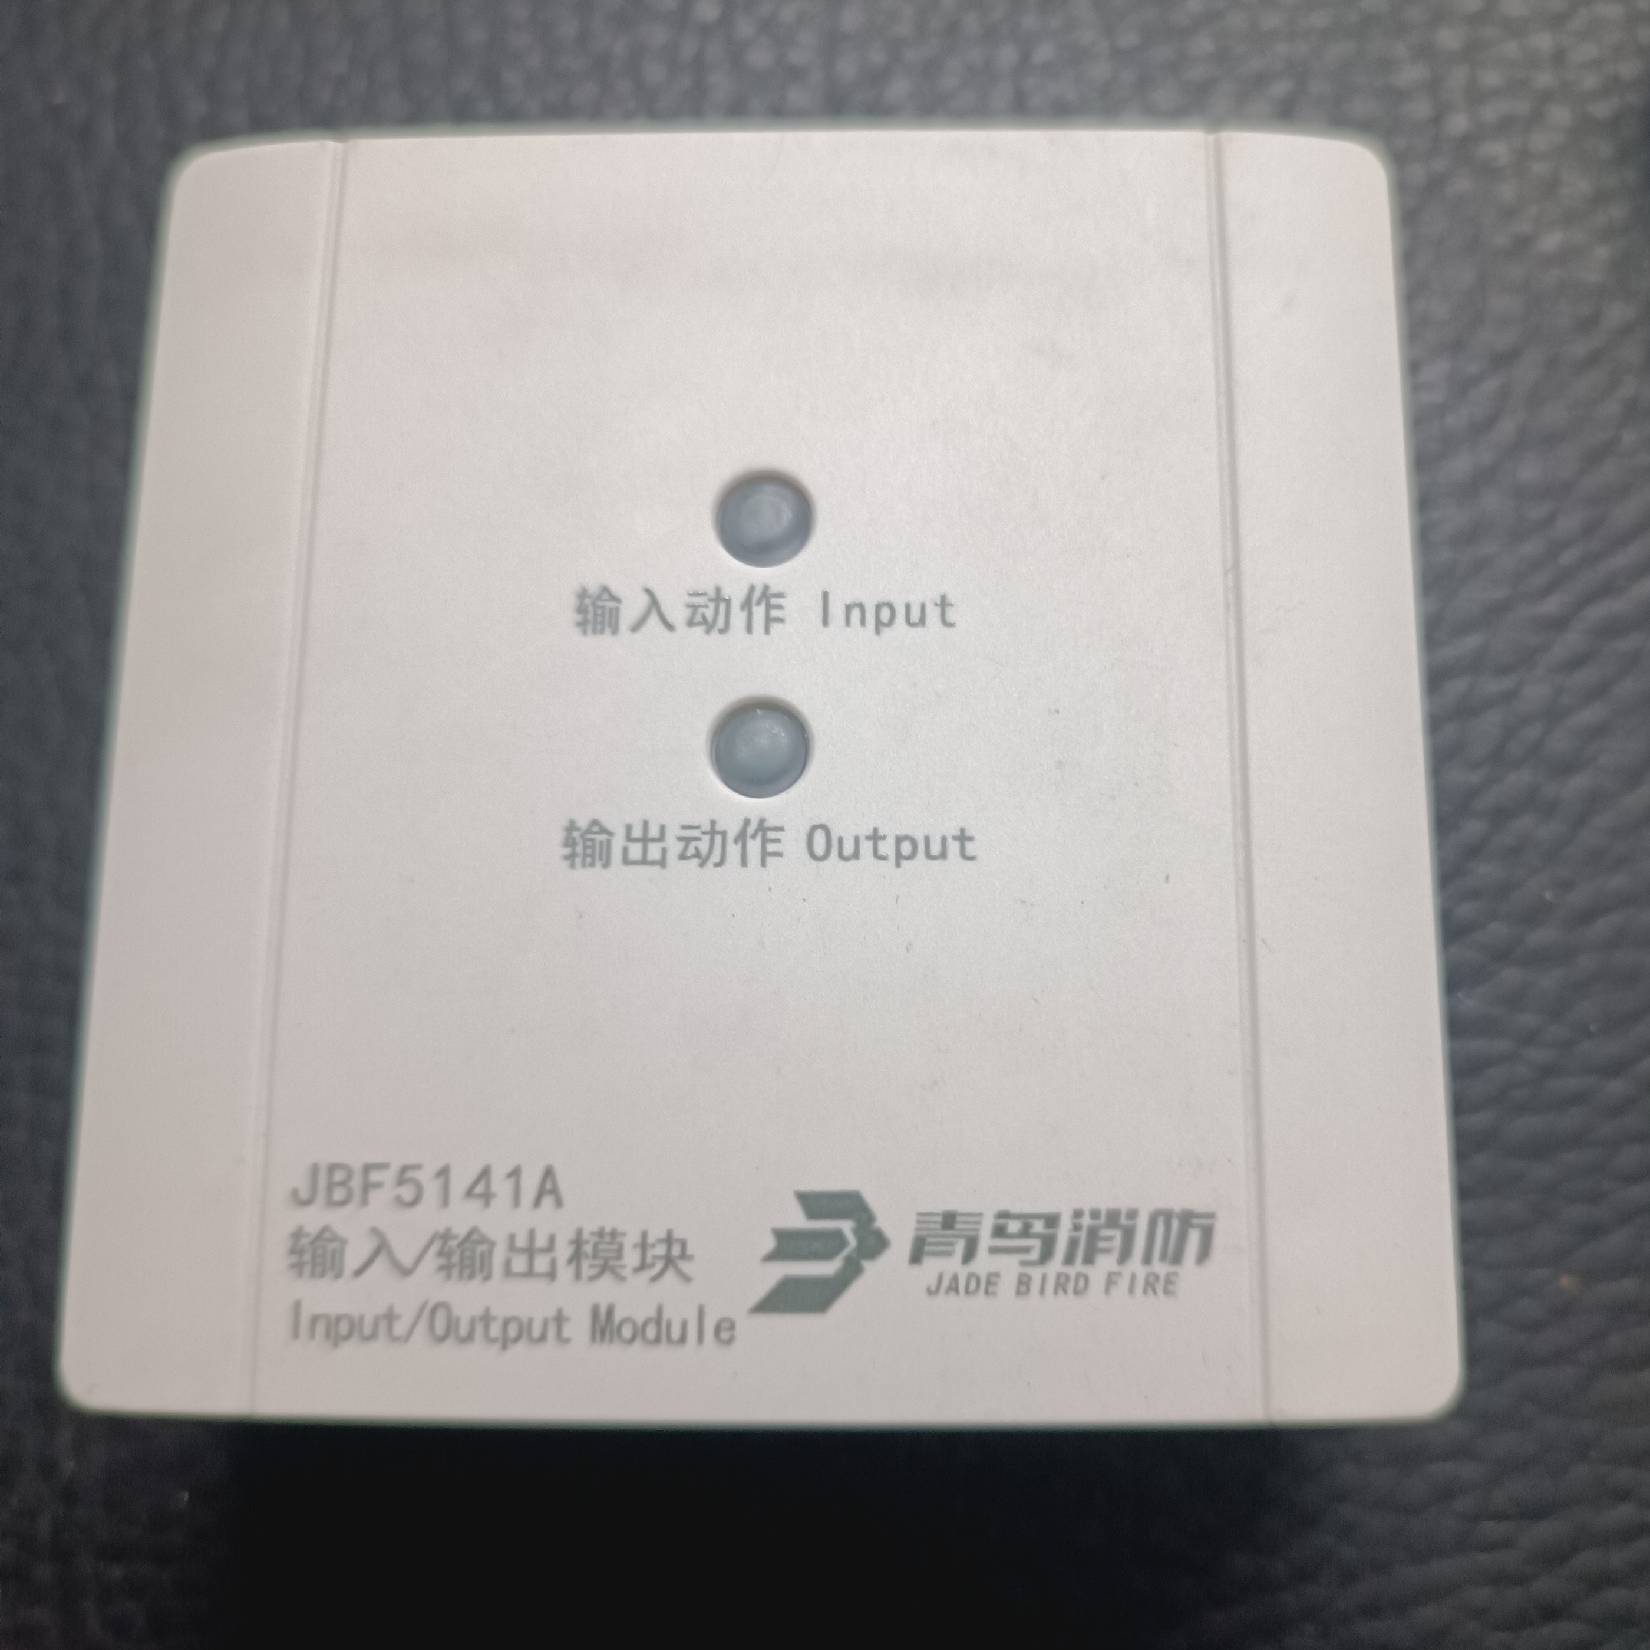 输入动作 Input
输出动作 Output
JBF5141A
输入/输出模块
Input/Output Module
青鸟消防
JADE BIRD FIRE